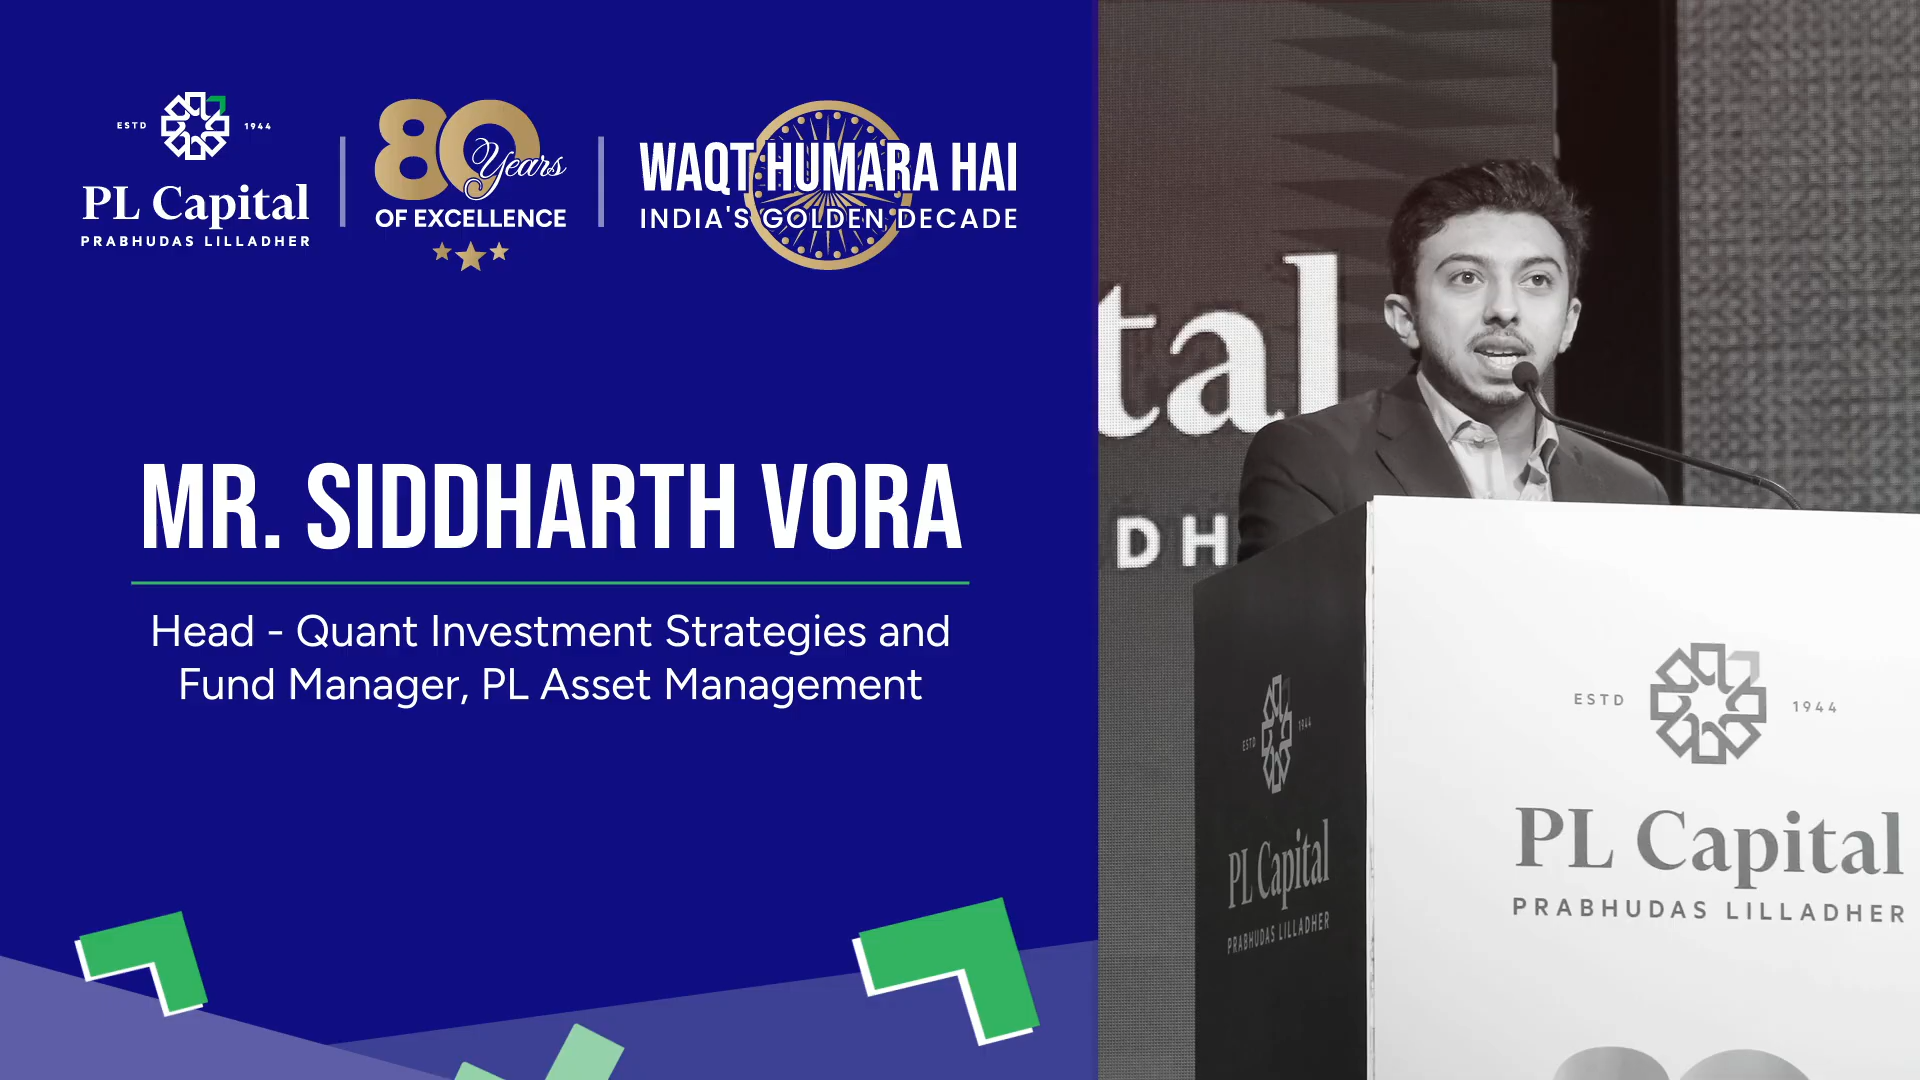 ESTD 1944
PL Capital
PRABHUDAS LILLADHER
80 Years
OF EXCELLENCE
WAQT HUMARA HAI
INDIA'S GOLDEN DECADE
MR. SIDDHARTH VORA
Head - Quant Investment Strategies and
Fund Manager, PL Asset Management
tal
DH
ESTD 1944
PL Capital
PRABHUDAS LILLADHER
ESTD 1944
PL Capital
PRABHUDAS LILLADHER